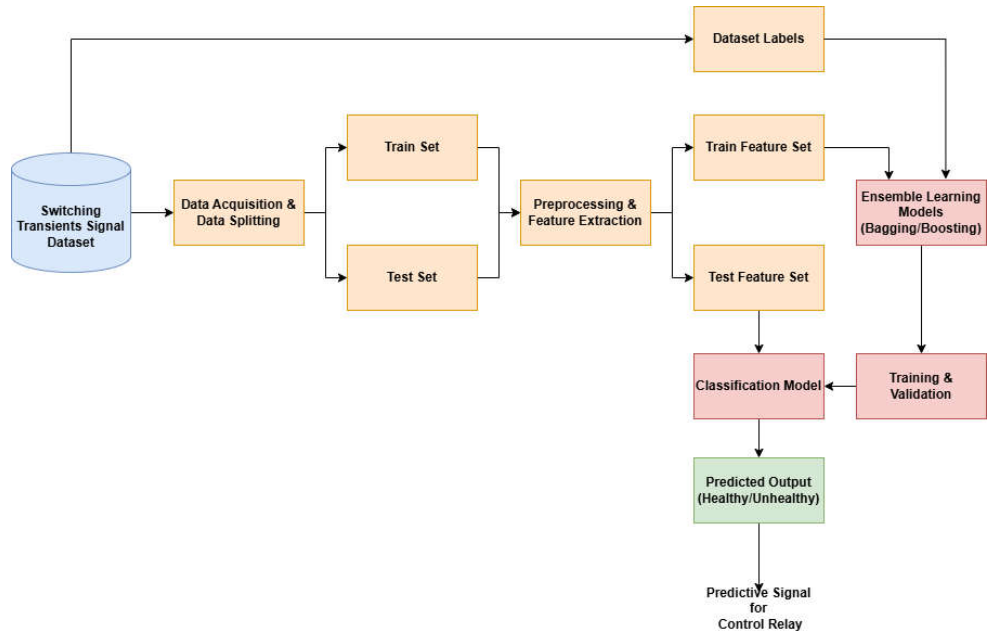 Dataset Labels
Train Set
Train Feature Set
Switching
Transients Signal
Dataset
Data Acquisition &
Data Splitting
Preprocessing &
Feature Extraction
Ensemble Learning
Models
(Bagging/Boosting)
Test Set
Test Feature Set
Classification Model
Training &
Validation
Predicted Output
(Healthy/Unhealthy)
Predictive Signal
for
Control Relay